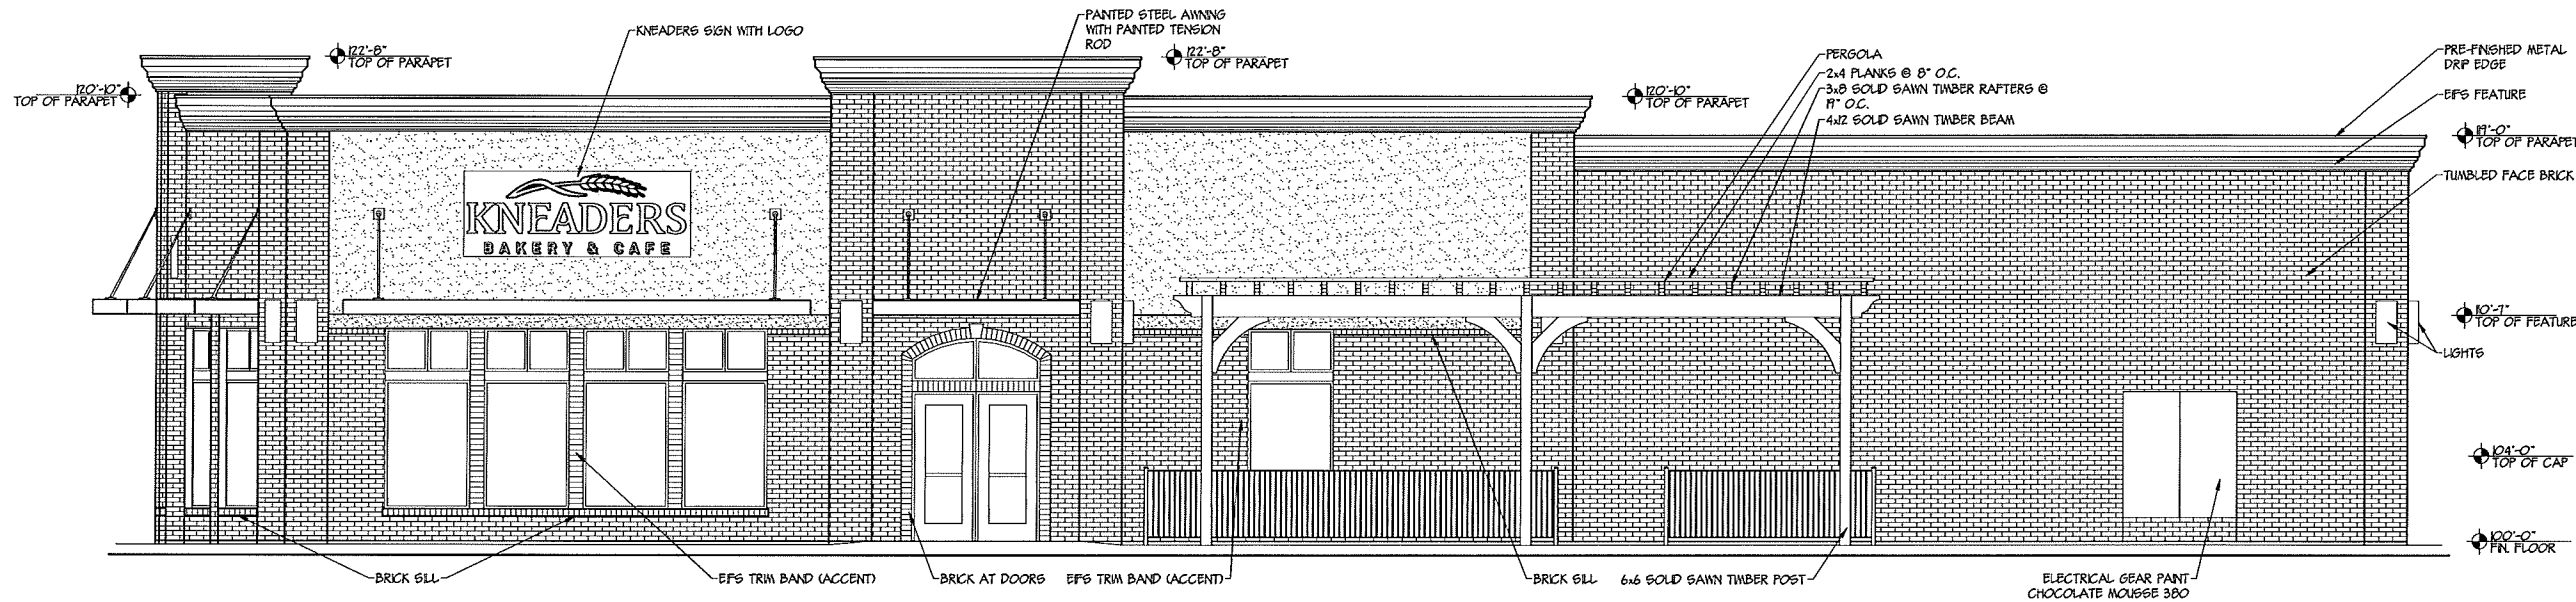 PAINTED STEEL AWNING
WITH PAINTED TENSION
ROD
KNEADERS SIGN WITH LOGO
122'-8"
TOP OF PARAPET
122'-8"
TOP OF PARAPET
PERGOLA
2x4 PLANKS @ 8" O.C.
3x8 SOLID SAWN TIMBER RAFTERS @
19" O.C.
4x12 SOLID SAWN TIMBER BEAM
PRE-FINISHED METAL
DRIP EDGE
120'-10"
TOP OF PARAPET
120'-10"
TOP OF PARAPET
EIFS FEATURE
119'-0"
TOP OF PARAPET
TUMBLED FACE BRICK
KNEADERS
BAKERY & CAFE
110'-7"
TOP OF FEATURE
LIGHTS
104'-0"
TOP OF CAP
100'-0"
FIN. FLOOR
BRICK SILL
EIFS TRIM BAND (ACCENT)
BRICK AT DOORS
EIFS TRIM BAND (ACCENT)
BRICK SILL
6x6 SOLID SAWN TIMBER POST
ELECTRICAL GEAR PAINT
CHOCOLATE MOUSSE 380